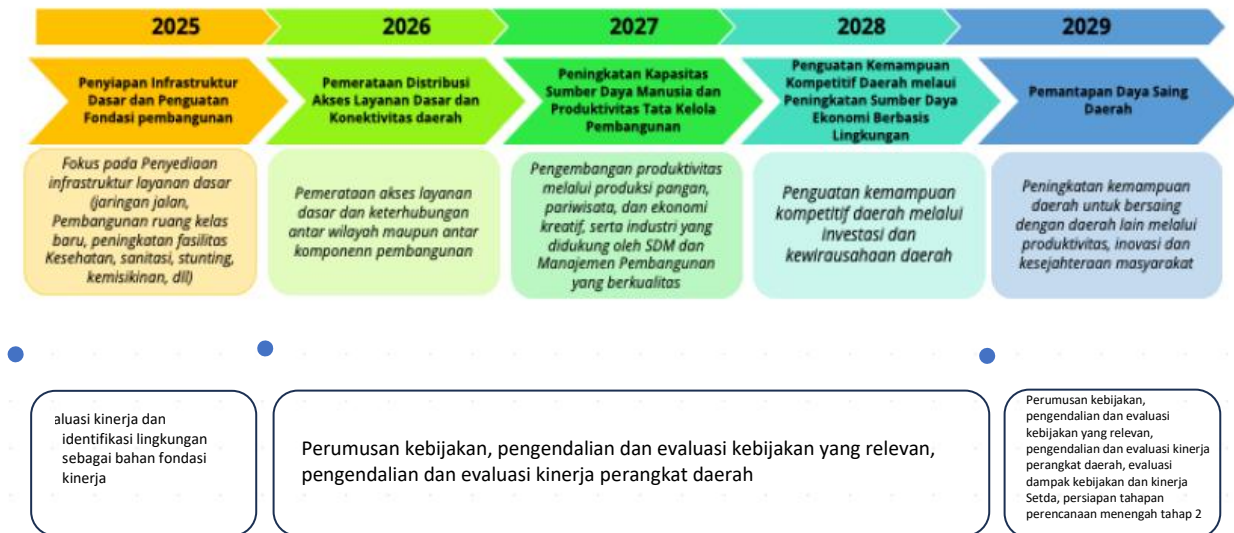 2025
2026
2027
2028
2029
Penyiapan Infrastruktur
Dasar dan Penguatan
Fondasi pembangunan
Pemerataan Distribusi
Akses Layanan Dasar dan
Konektivitas daerah
Peningkatan Kapasitas
Sumber Daya Manusia dan
Produktivitas Tata Kelola
Pembangunan
Penguatan Kemampuan
Kompetitif Daerah melaui
Peningkatan Sumber Daya
Ekonomi Berbasis
Lingkungan
Pemantapan Daya Saing
Daerah
Fokus pada Penyediaan
infrastruktur layanan dasar
(jaringan jalan,
Pembangunan ruang kelas
baru, peningkatan fasilitas
Kesehatan, sanitasi, stunting,
kemisikinan, dll)
Pemerataan akses layanan
dasar dan keterhubungan
antar wilayah maupun antar
komponenn pembangunan
Pengembangan produktivitas
melalui produksi pangan,
pariwisata, dan ekonomi
kreatif, serta industri yang
didukung oleh SDM dan
Manajemen Pembangunan
yang berkualitas
Penguatan kemampuan
kompetitif daerah melalui
investasi dan
kewirausahaan daerah
Peningkatan kemampuan
daerah untuk bersaing
dengan daerah lain melalui
produktivitas, inovasi dan
kesejahteraan masyarakat
aluasi kinerja dan
identifikasi lingkungan
sebagai bahan fondasi
kinerja
Perumusan kebijakan, pengendalian dan evaluasi kebijakan yang relevan,
pengendalian dan evaluasi kinerja perangkat daerah
Perumusan kebijakan,
pengendalian dan evaluasi
kebijakan yang relevan,
pengendalian dan evaluasi kinerja
perangkat daerah, evaluasi
dampak kebijakan dan kinerja
Setda, persiapan tahapan
perencanaan menengah tahap 2